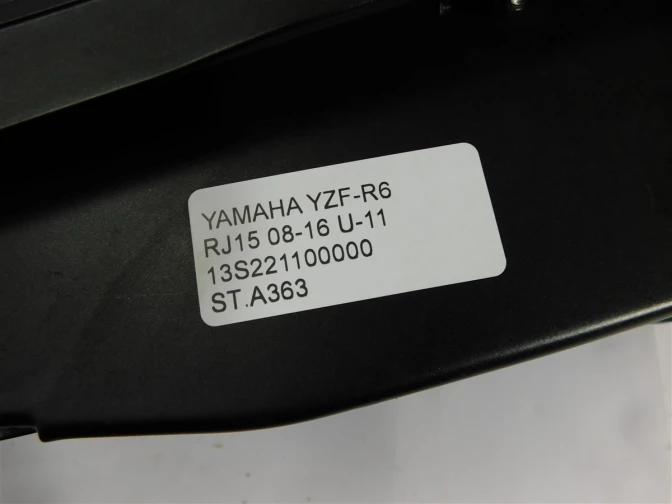 YAMAHA YZF-R6
RJ15 08-16 U-11
13S221100000
ST.A363